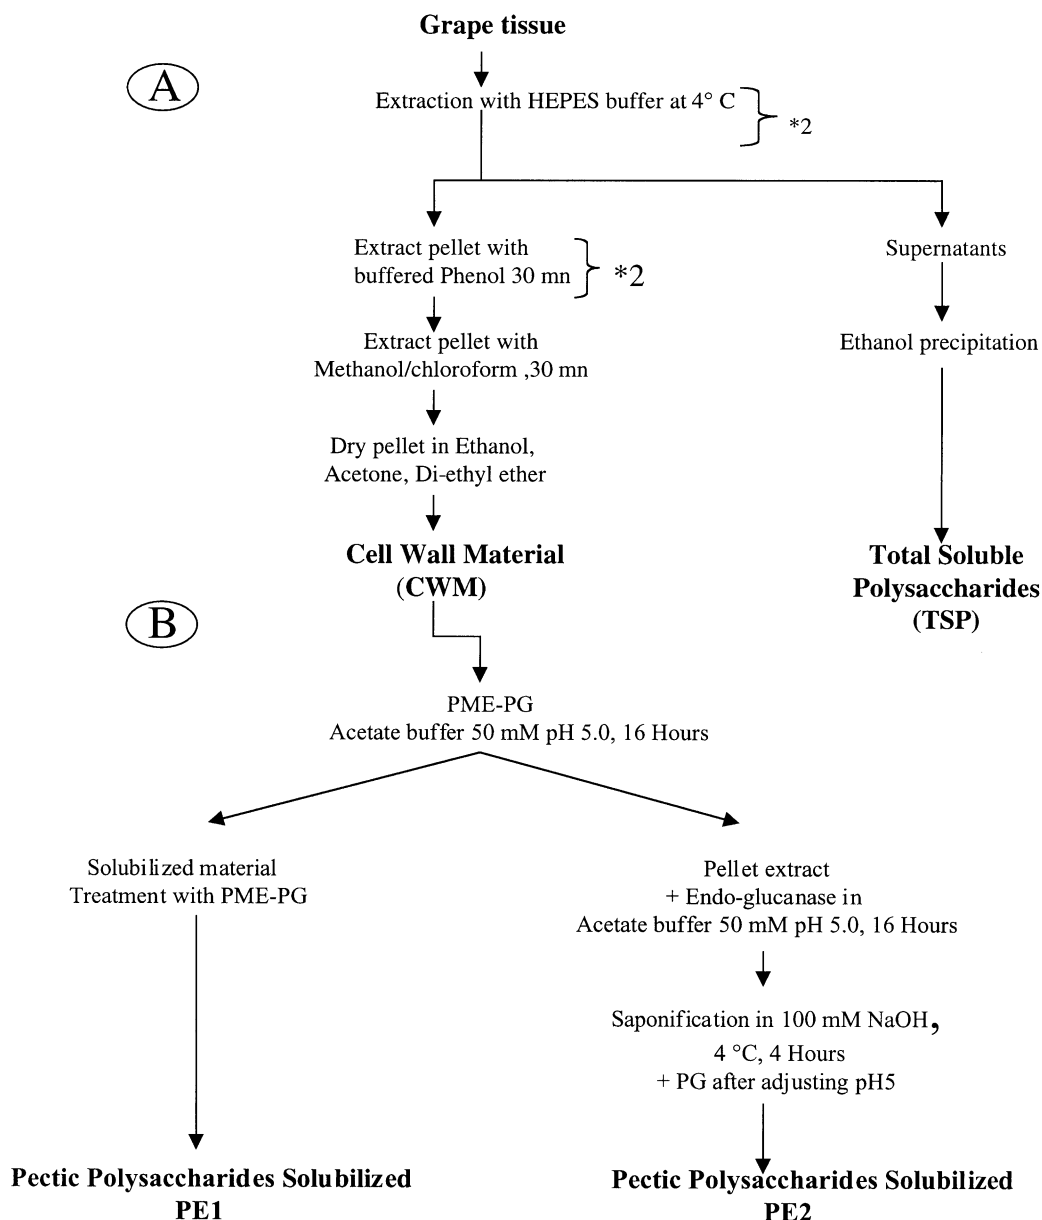 Grape tissue
A
Extraction with HEPES buffer at 4° C
*2
Extract pellet with
buffered Phenol 30 mn
*2
Supernatants
Extract pellet with
Methanol/chloroform ,30 mn
Ethanol precipitation
Dry pellet in Ethanol,
Acetone, Di-ethyl ether
Cell Wall Material
(CWM)
Total Soluble
Polysaccharides
(TSP)
B
PME-PG
Acetate buffer 50 mM pH 5.0, 16 Hours
Solubilized material
Treatment with PME-PG
Pellet extract
+ Endo-glucanase in
Acetate buffer 50 mM pH 5.0, 16 Hours
Saponification in 100 mM NaOH,
4 °C, 4 Hours
+ PG after adjusting pH5
Pectic Polysaccharides Solubilized
PE1
Pectic Polysaccharides Solubilized
PE2